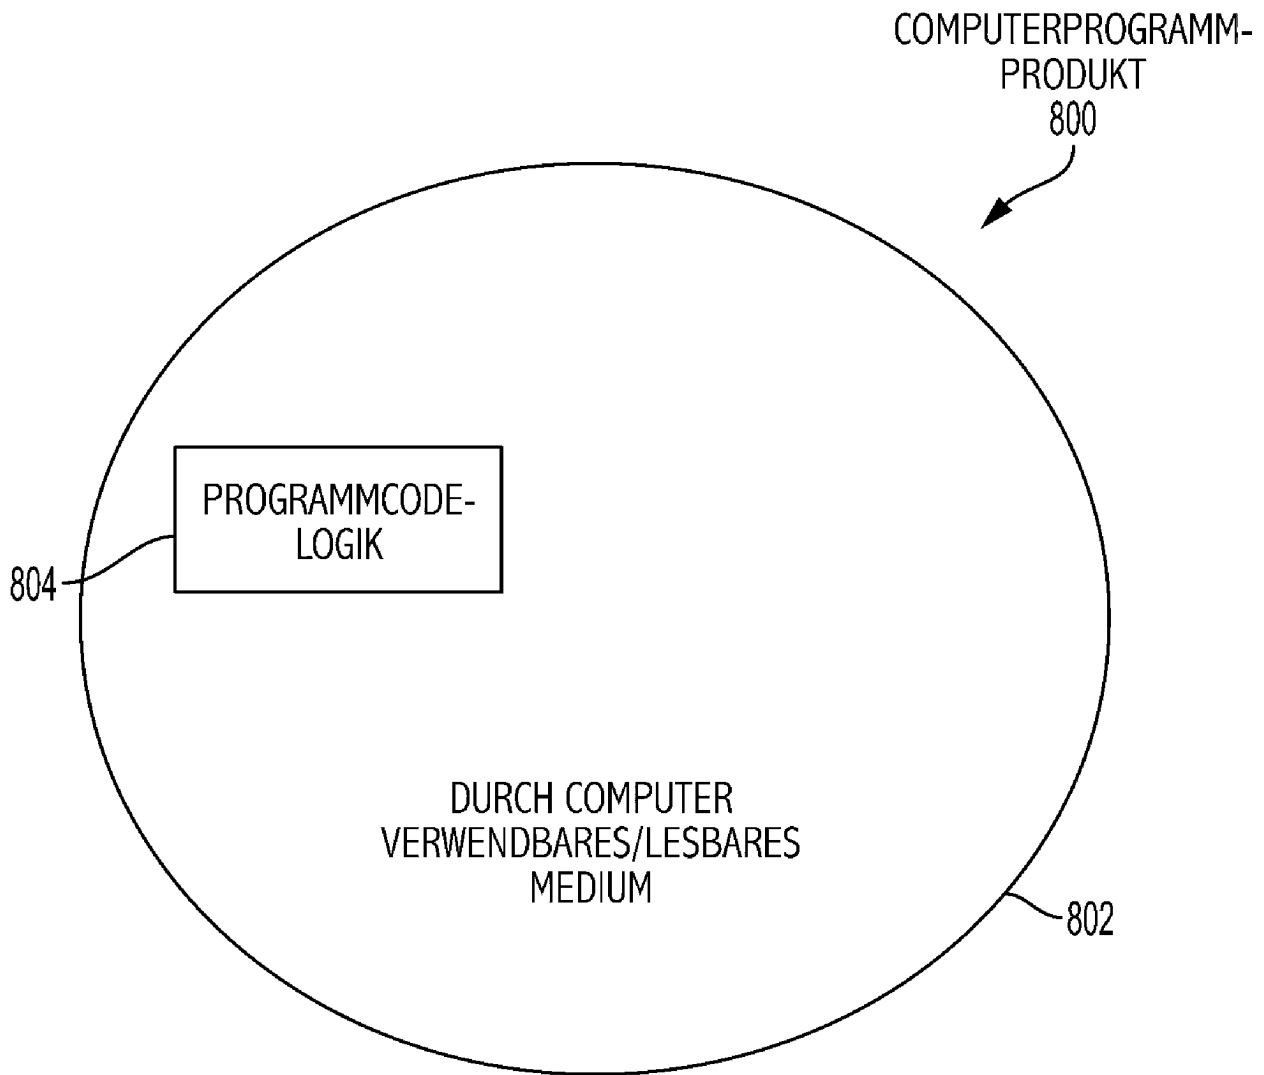 COMPUTERPROGRAMM-
PRODUKT
800
PROGRAMMCODE-
LOGIK
804
DURCH COMPUTER
VERWENDBARES/LESBARES
MEDIUM
802